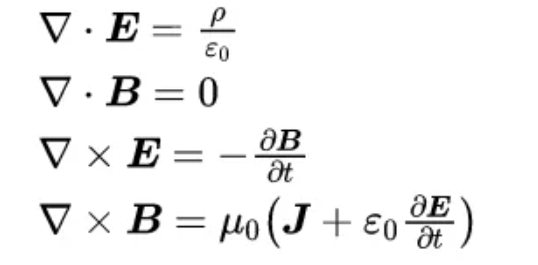 ∇ · E = ρ/ε₀
∇ · B = 0
∇ × E = −∂B/∂t
∇ × B = μ₀(J + ε₀ ∂E/∂t)